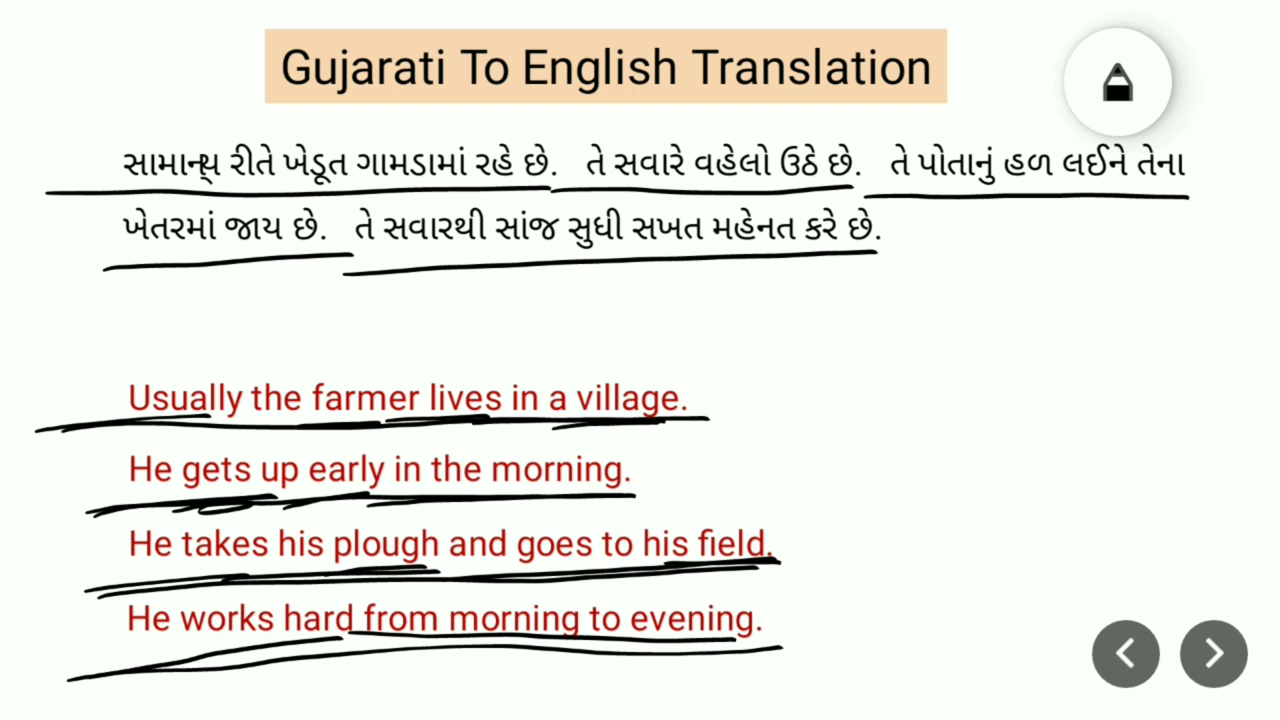 Gujarati To English Translation
સામાન્ય રીતે ખેડૂત ગામડામાં રહે છે. તે સવારે વહેલો ઉઠે છે. તે પોતાનું હળ લઈને તેના
ખેતરમાં જાય છે. તે સવારથી સાંજ સુધી સખત મહેનત કરે છે.
Usually the farmer lives in a village.
He gets up early in the morning.
He takes his plough and goes to his field.
He works hard from morning to evening.